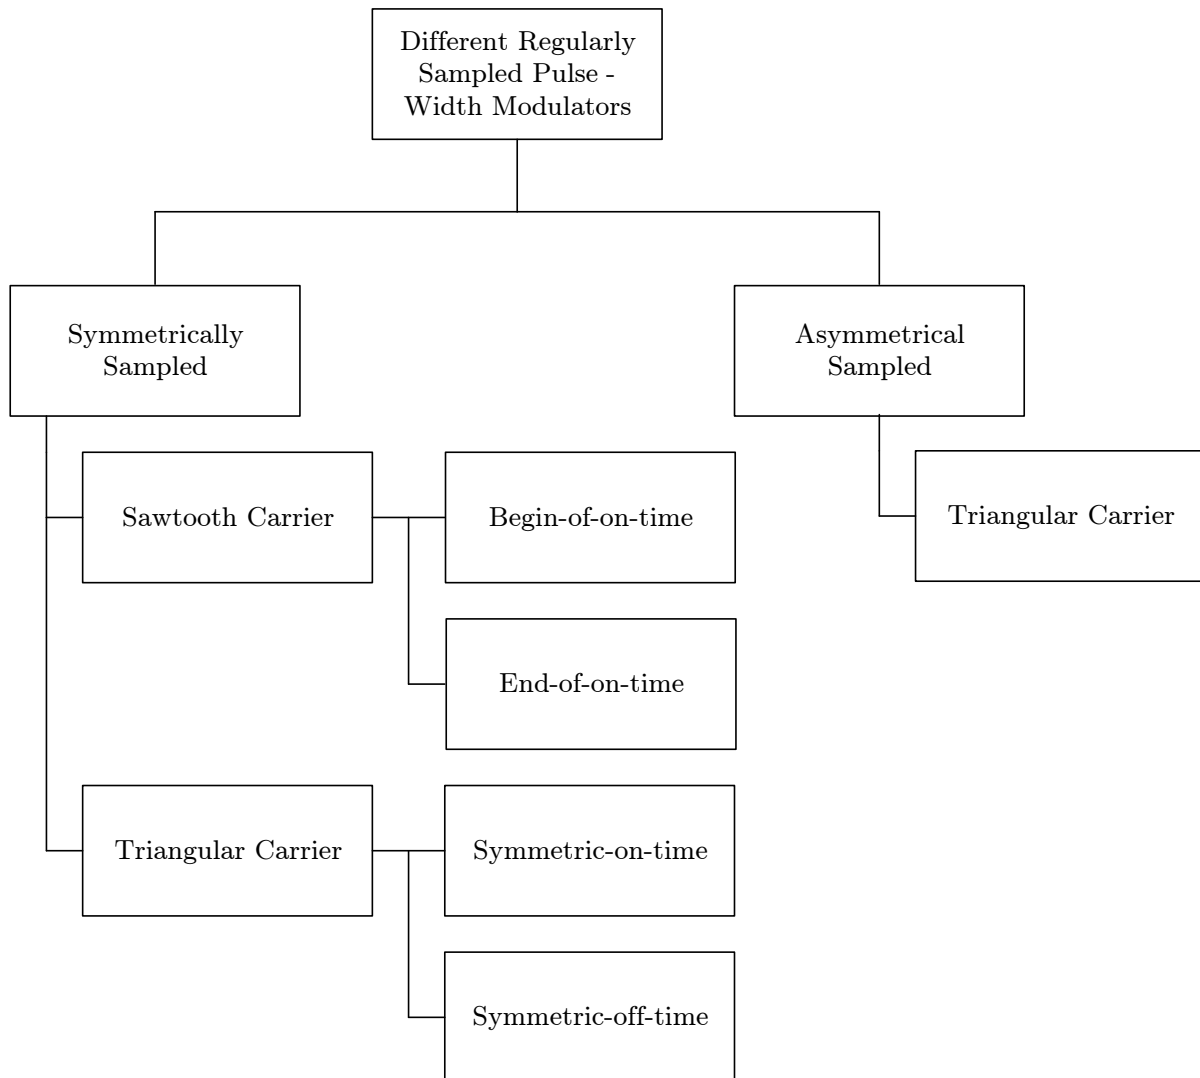 Different Regularly
Sampled Pulse -
Width Modulators
Symmetrically
Sampled
Asymmetrical
Sampled
Sawtooth Carrier
Begin-of-on-time
Triangular Carrier
End-of-on-time
Triangular Carrier
Symmetric-on-time
Symmetric-off-time